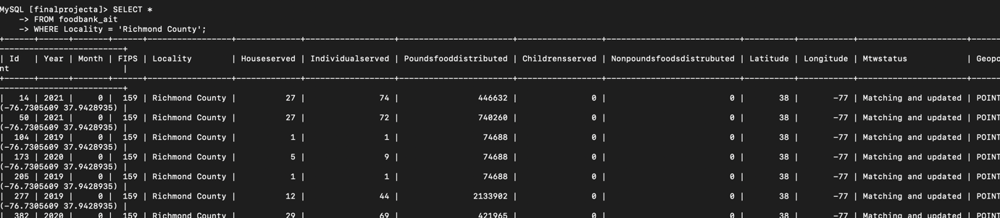 MySQL [finalprojecta]> SELECT *
    -> FROM foodbank_ait
    -> WHERE Locality = 'Richmond County';
+------+------+-------+------+-----------------+-------------+------------------+-----------------------+-----------------+---------------------------+----------+-----------+----------------------+------
-------------------------+
| Id   | Year | Month | FIPS | Locality        | Houseserved | Individualserved | Poundsfooddistributed | Childrensserved | Nonpoundsfoodsdistrubuted | Latitude | Longitude | Mtwstatus            | Geopo
nt                       |
+------+------+-------+------+-----------------+-------------+------------------+-----------------------+-----------------+---------------------------+----------+-----------+----------------------+------
-------------------------+
|   14 | 2021 |     0 |  159 | Richmond County |          27 |               74 |                446632 |               0 |                         0 |       38 |       -77 | Matching and updated | POINT
(-76.7305609 37.9428935) |
|   50 | 2021 |     0 |  159 | Richmond County |          27 |               72 |                740260 |               0 |                         0 |       38 |       -77 | Matching and updated | POINT
(-76.7305609 37.9428935) |
|  104 | 2019 |     0 |  159 | Richmond County |           1 |                1 |                 74688 |               0 |                         0 |       38 |       -77 | Matching and updated | POINT
(-76.7305609 37.9428935) |
|  173 | 2020 |     0 |  159 | Richmond County |           5 |                9 |                 74688 |               0 |                         0 |       38 |       -77 | Matching and updated | POINT
(-76.7305609 37.9428935) |
|  205 | 2019 |     0 |  159 | Richmond County |           1 |                1 |                 74688 |               0 |                         0 |       38 |       -77 | Matching and updated | POINT
(-76.7305609 37.9428935) |
|  277 | 2019 |     0 |  159 | Richmond County |          12 |               44 |               2133902 |               0 |                         0 |       38 |       -77 | Matching and updated | POINT
(-76.7305609 37.9428935) |
|  382 | 2020 |     0 |  159 | Richmond County |          29 |               69 |                421965 |               0 |                         0 |       38 |       -77 | Matching and updated | POINT